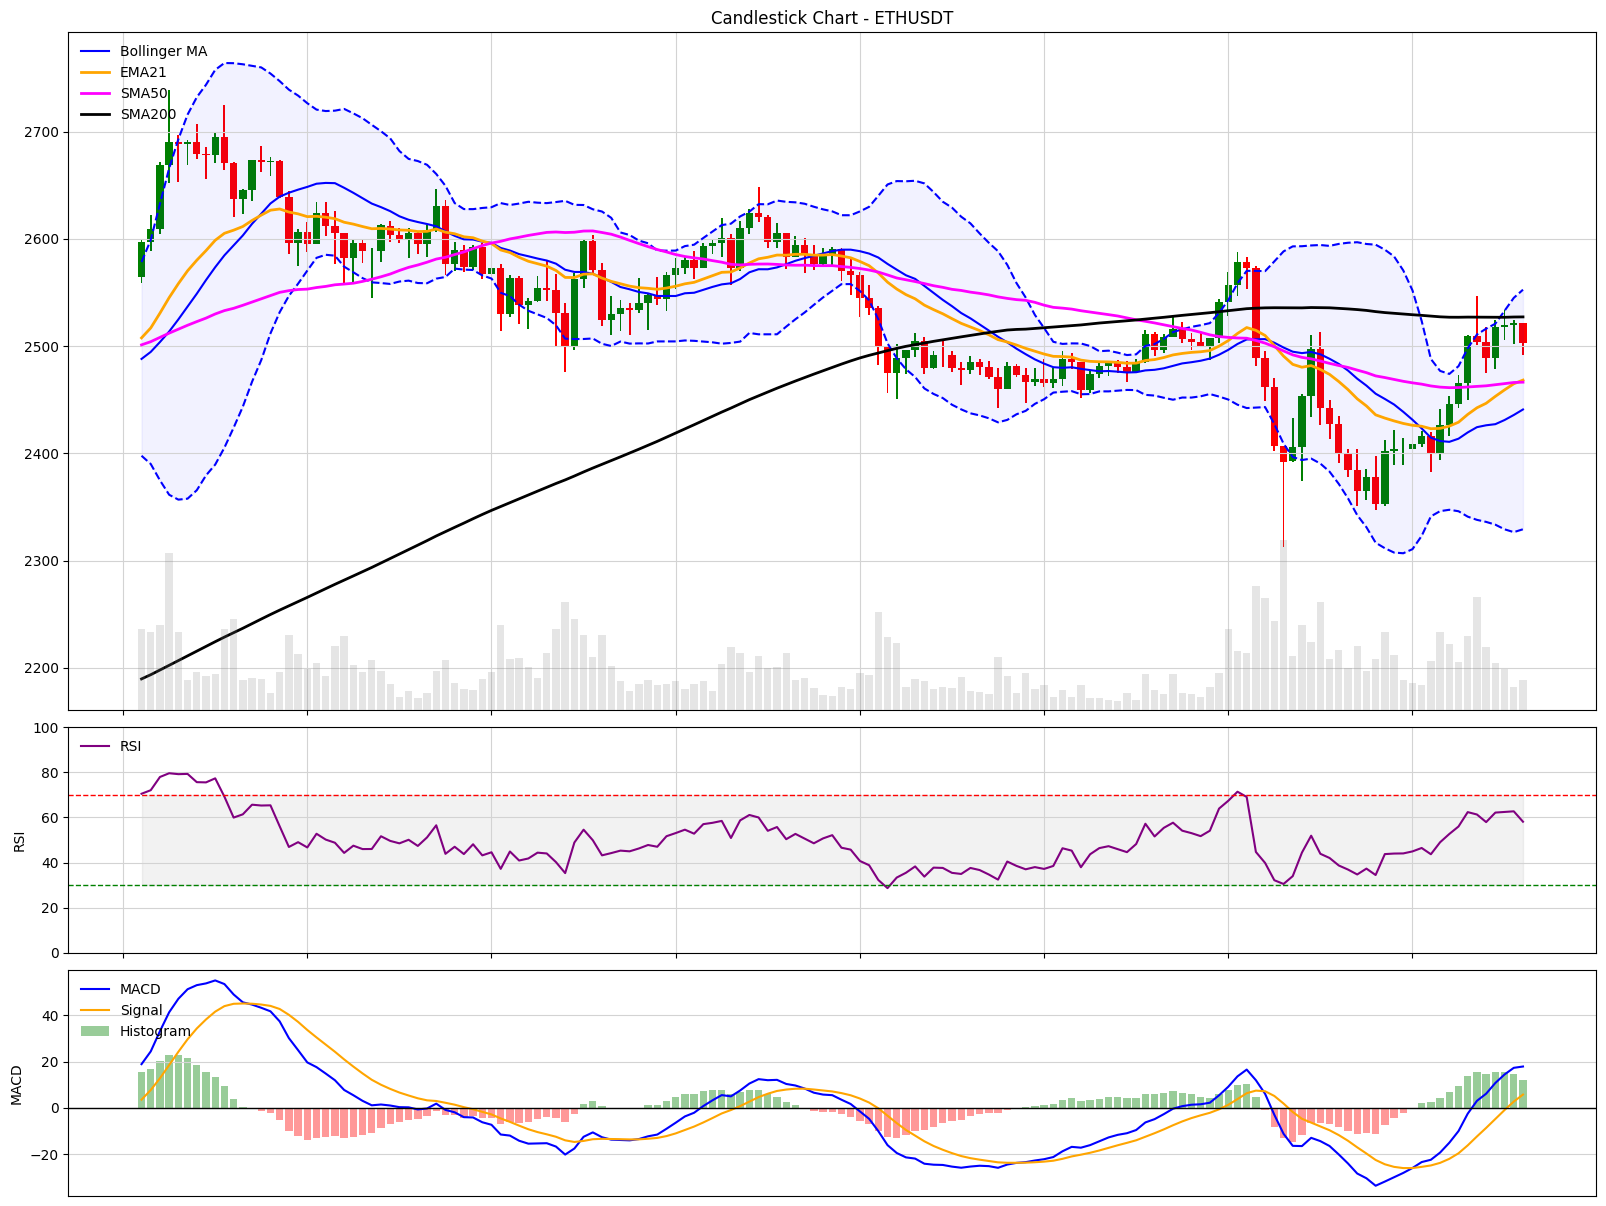 Candlestick Chart - ETHUSDT
Bollinger MA
EMA21
SMA50
SMA200
2700
2600
2500
2400
2300
2200
RSI
100
80
60
40
20
0
RSI
MACD
Signal
Histogram
40
20
0
−20
MACD